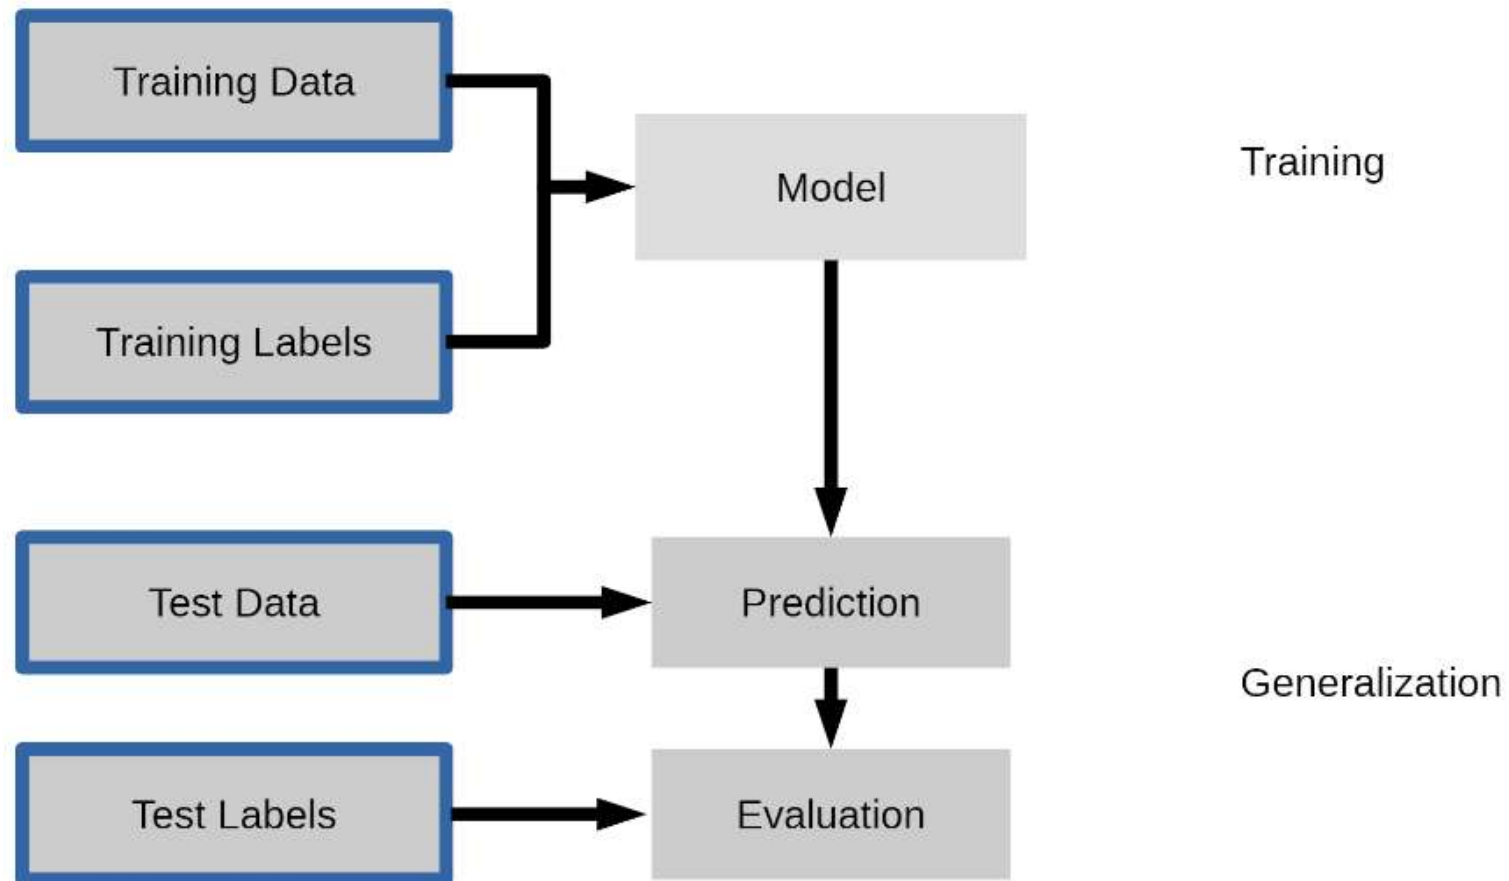 Training Data
Model
Training
Training Labels
Test Data
Prediction
Generalization
Test Labels
Evaluation